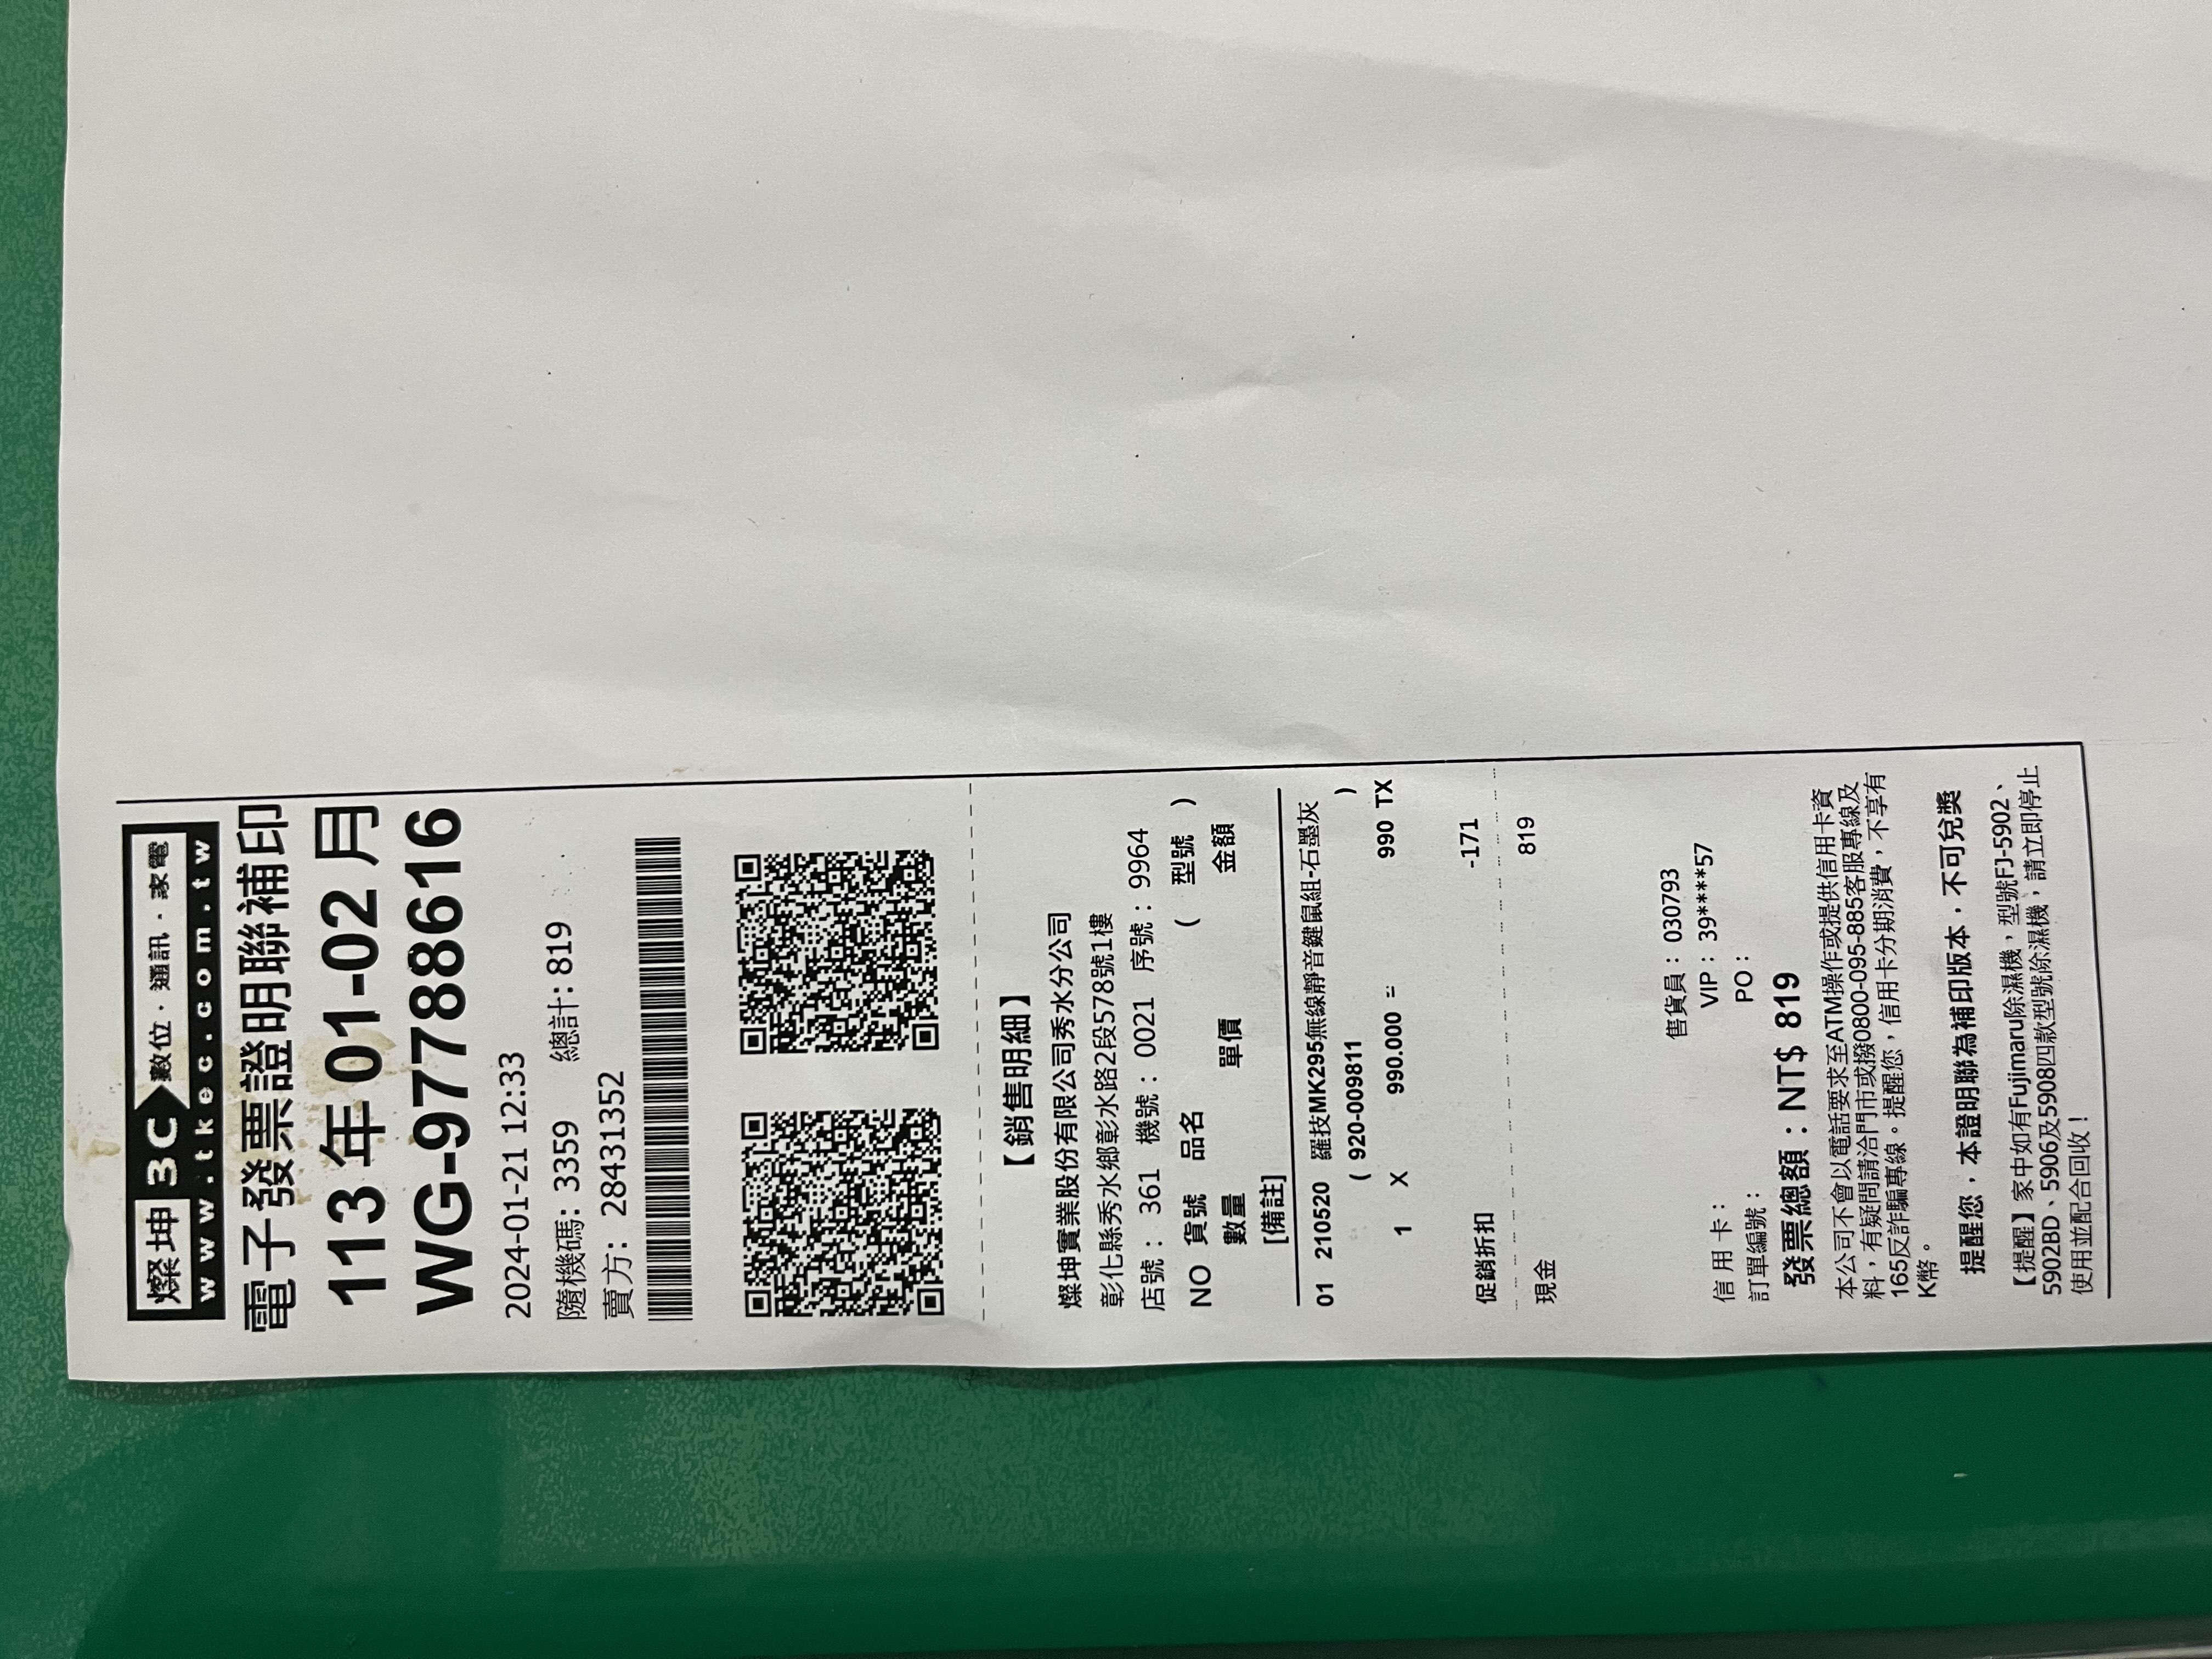 燦坤 3C 數位.通訊.家電
www.tkec.com.tw
電子發票證明聯補印
113年01-02月
WG-97788616
2024-01-21 12:33
隨機碼: 3359 總計: 819
賣方: 28431352
【銷售明細】
燦坤實業股份有限公司秀水分公司
彰化縣秀水鄉彰水路2段578號1樓
店號： 361 機號： 0021 序號： 9964
NO 貨號 品名 ( 型號 )
數量 單價 金額
[備註]
01 210520 羅技MK295無線靜音鍵鼠組-石墨灰
( 920-009811 )
1 X 990.000 = 990 TX
促銷折扣 -171
現金 819
售貨員： 030793
信用卡： VIP： 39****57
訂單編號： PO：
發票總額：NT$ 819
本公司不會以電話要求至ATM操作或提供信用卡資
料，有疑問請洽門市或撥0800-095-885客服專線及
165反詐騙專線。提醒您，信用卡分期消費，不享有
K幣。
提醒您，本證明聯為補印版本，不可兌獎
【提醒】家中如有Fujimaru除濕機，型號FJ-5902、
5902BD、5906及5908四款型號除濕機，請立即停止
使用並配合回收！